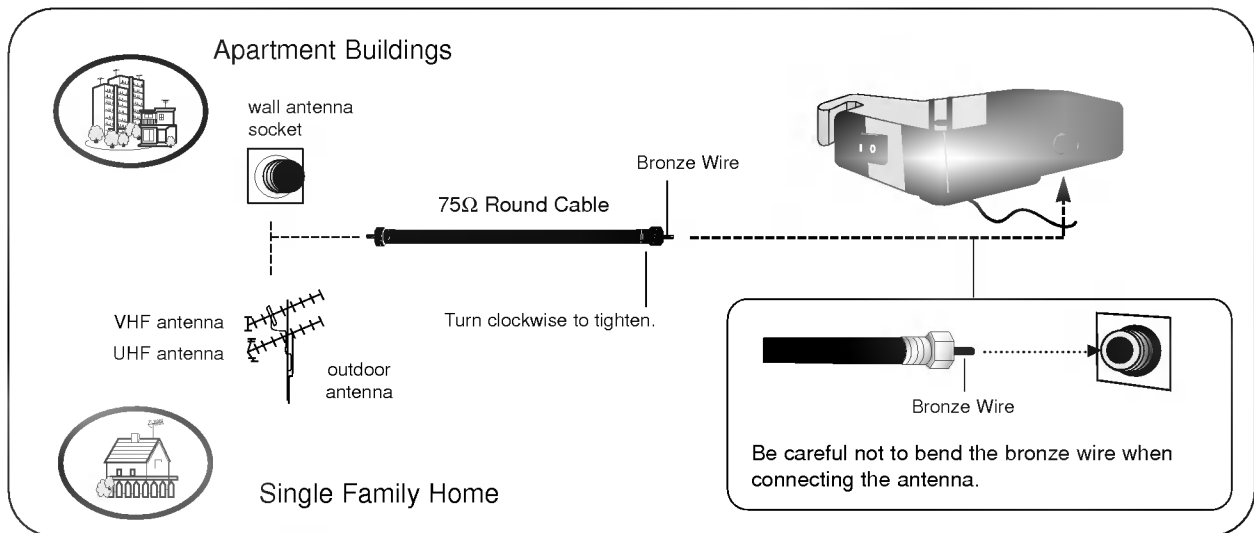 Apartment Buildings
wall antenna
socket
Bronze Wire
75Ω Round Cable
Turn clockwise to tighten.
VHF antenna
UHF antenna
outdoor
antenna
Single Family Home
Bronze Wire
Be careful not to bend the bronze wire when
connecting the antenna.